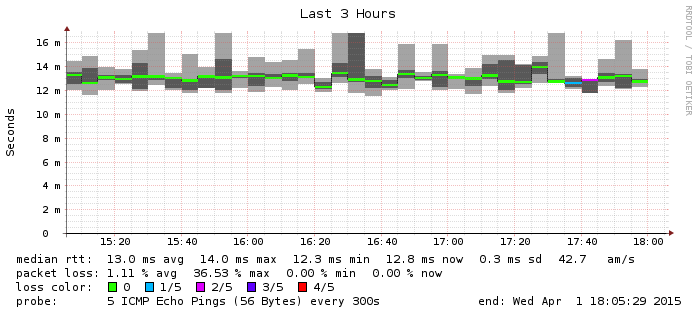 Last 3 Hours
RRDTOOL / TOBI OETIKER
Seconds
16 m
14 m
12 m
10 m
8 m
6 m
4 m
2 m
0
15:20 15:40 16:00 16:20 16:40 17:00 17:20 17:40 18:00
median rtt: 13.0 ms avg 14.0 ms max 12.3 ms min 12.8 ms now 0.3 ms sd 42.7 am/s
packet loss: 1.11 % avg 36.53 % max 0.00 % min 0.00 % now
loss color: 0 1/5 2/5 3/5 4/5
probe: 5 ICMP Echo Pings (56 Bytes) every 300s end: Wed Apr 1 18:05:29 2015